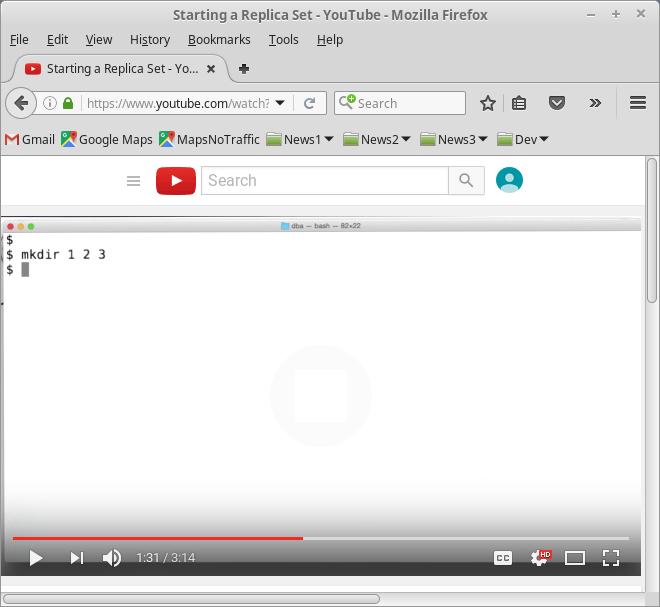 Starting a Replica Set - YouTube - Mozilla Firefox
File Edit View History Bookmarks Tools Help
Starting a Replica Set - Yo...
https://www.youtube.com/watch? Search
Gmail Google Maps MapsNoTraffic News1 News2 News3 Dev
Search
dba — bash — 82×22
$
$ mkdir 1 2 3
$
1:31 / 3:14 CC HD